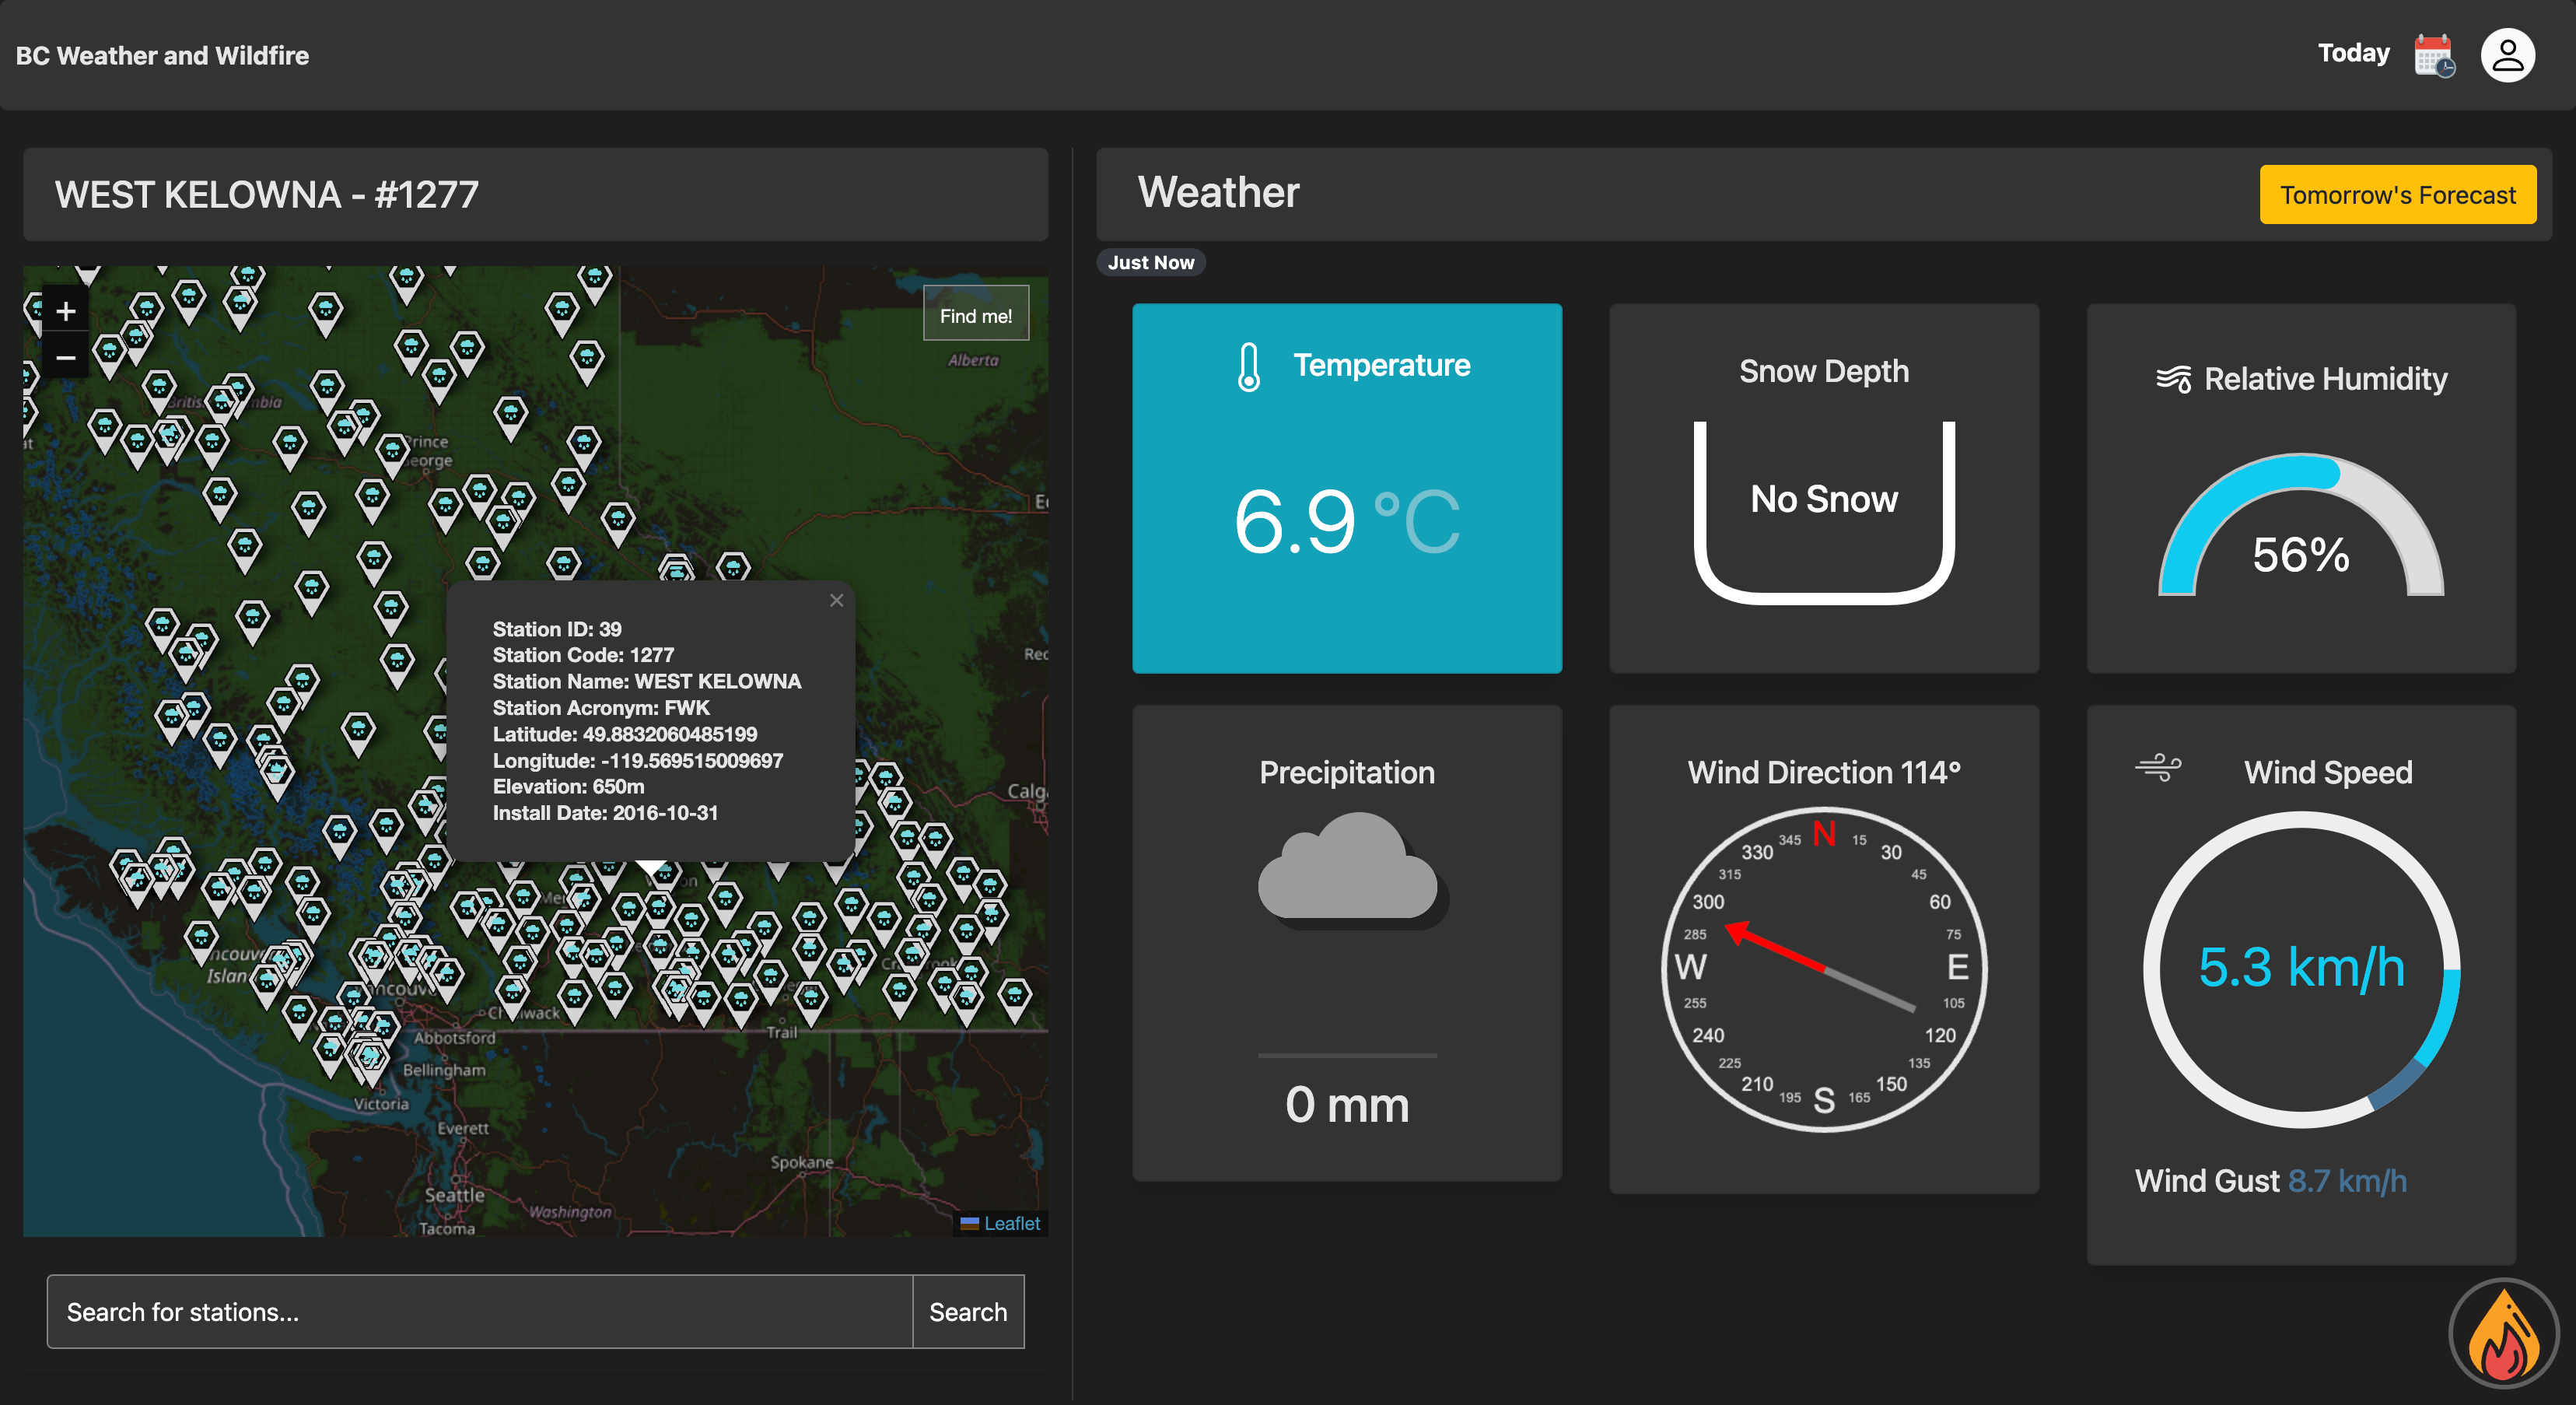 BC Weather and Wildfire
Today
WEST KELOWNA - #1277
+
−
Find me!
Alberta
Prince
George
Station ID: 39
Station Code: 1277
Station Name: WEST KELOWNA
Station Acronym: FWK
Latitude: 49.8832060485199
Longitude: -119.569515009697
Elevation: 650m
Install Date: 2016-10-31
×
Trail
Abbotsford
Bellingham
Victoria
Everett
Spokane
Seattle
Washington
Tacoma
Leaflet
Search for stations...
Search
Weather
Tomorrow's Forecast
Just Now
Temperature
6.9 °C
Snow Depth
No Snow
Relative Humidity
56%
Precipitation
0 mm
Wind Direction 114°
N
15
30
45
60
75
E
105
120
135
150
165
S
195
210
225
240
255
W
285
300
315
330
345
Wind Speed
5.3 km/h
Wind Gust 8.7 km/h